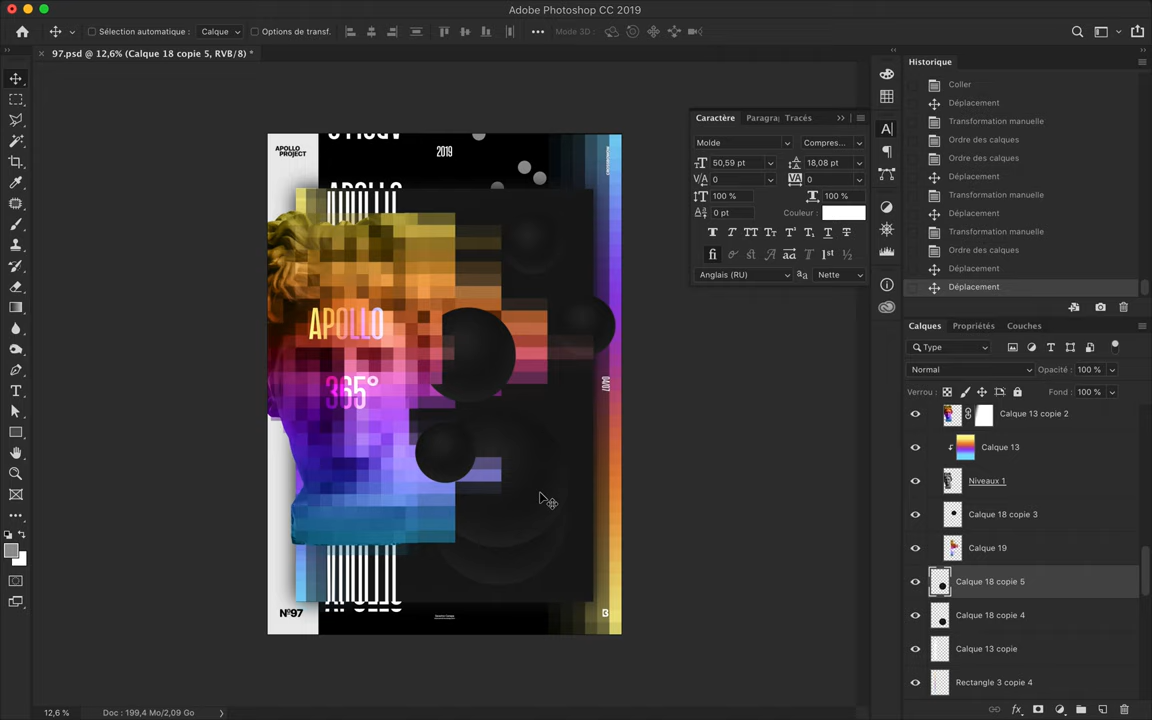 Adobe Photoshop CC 2019
Sélection automatique :
Calque
Options de transf.
Mode 3D :
97.psd @ 12,6% (Calque 18 copie 5, RVB/8) *
APOLLO
PROJECT
2019
APOLLO
365°
04/07
Nº97
Caractère
Paragra
Tracés
Molde
Compres...
50,59 pt
18,08 pt
0
0
100 %
100 %
0 pt
Couleur :
Anglais (RU)
Nette
Historique
Coller
Déplacement
Transformation manuelle
Ordre des calques
Ordre des calques
Déplacement
Transformation manuelle
Déplacement
Transformation manuelle
Ordre des calques
Déplacement
Déplacement
Calques
Propriétés
Couches
Type
Normal
Opacité : 100 %
Verrou :
Fond : 100 %
Calque 13 copie 2
Calque 13
Niveaux 1
Calque 18 copie 3
Calque 19
Calque 18 copie 5
Calque 18 copie 4
Calque 13 copie
Rectangle 3 copie 4
12,6 %
Doc : 199,4 Mo/2,09 Go